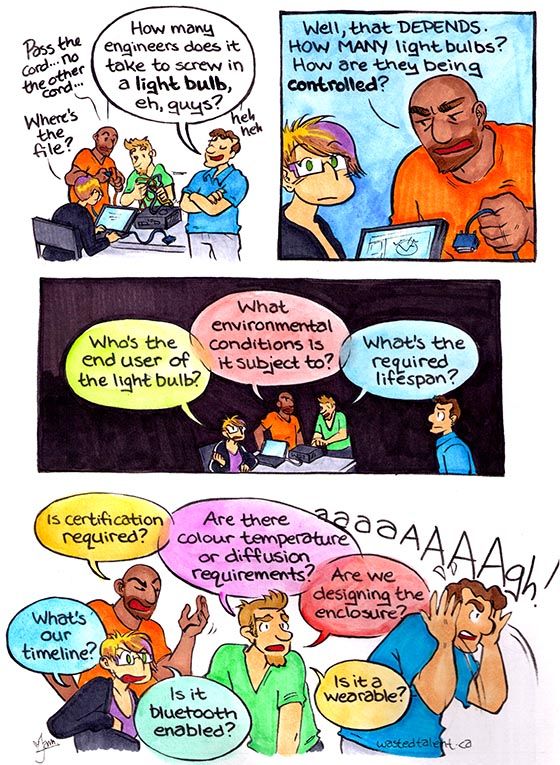 Pass the
cord... no
the other
cord...
Where's
the
file?
How many
engineers does it
take to screw in
a light bulb,
eh, guys?
heh
heh
Well, that DEPENDS.
HOW MANY light bulbs?
How are they being
controlled?
Who's the
end user of
the light bulb?
What
environmental
conditions is
it subject to?
What's the
required
lifespan?
Is certification
required?
Are there
colour temperature
or diffusion
requirements?
aaaaAAAAgh!
Are we
designing the
enclosure?
What's
our
timeline?
Is it
bluetooth
enabled?
Is it a
wearable?
wastedtalent.ca